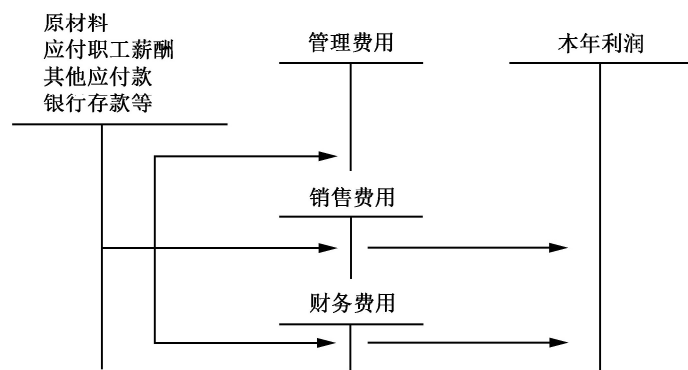 原材料
应付职工薪酬
其他应付款
银行存款等
管理费用
本年利润
销售费用
财务费用